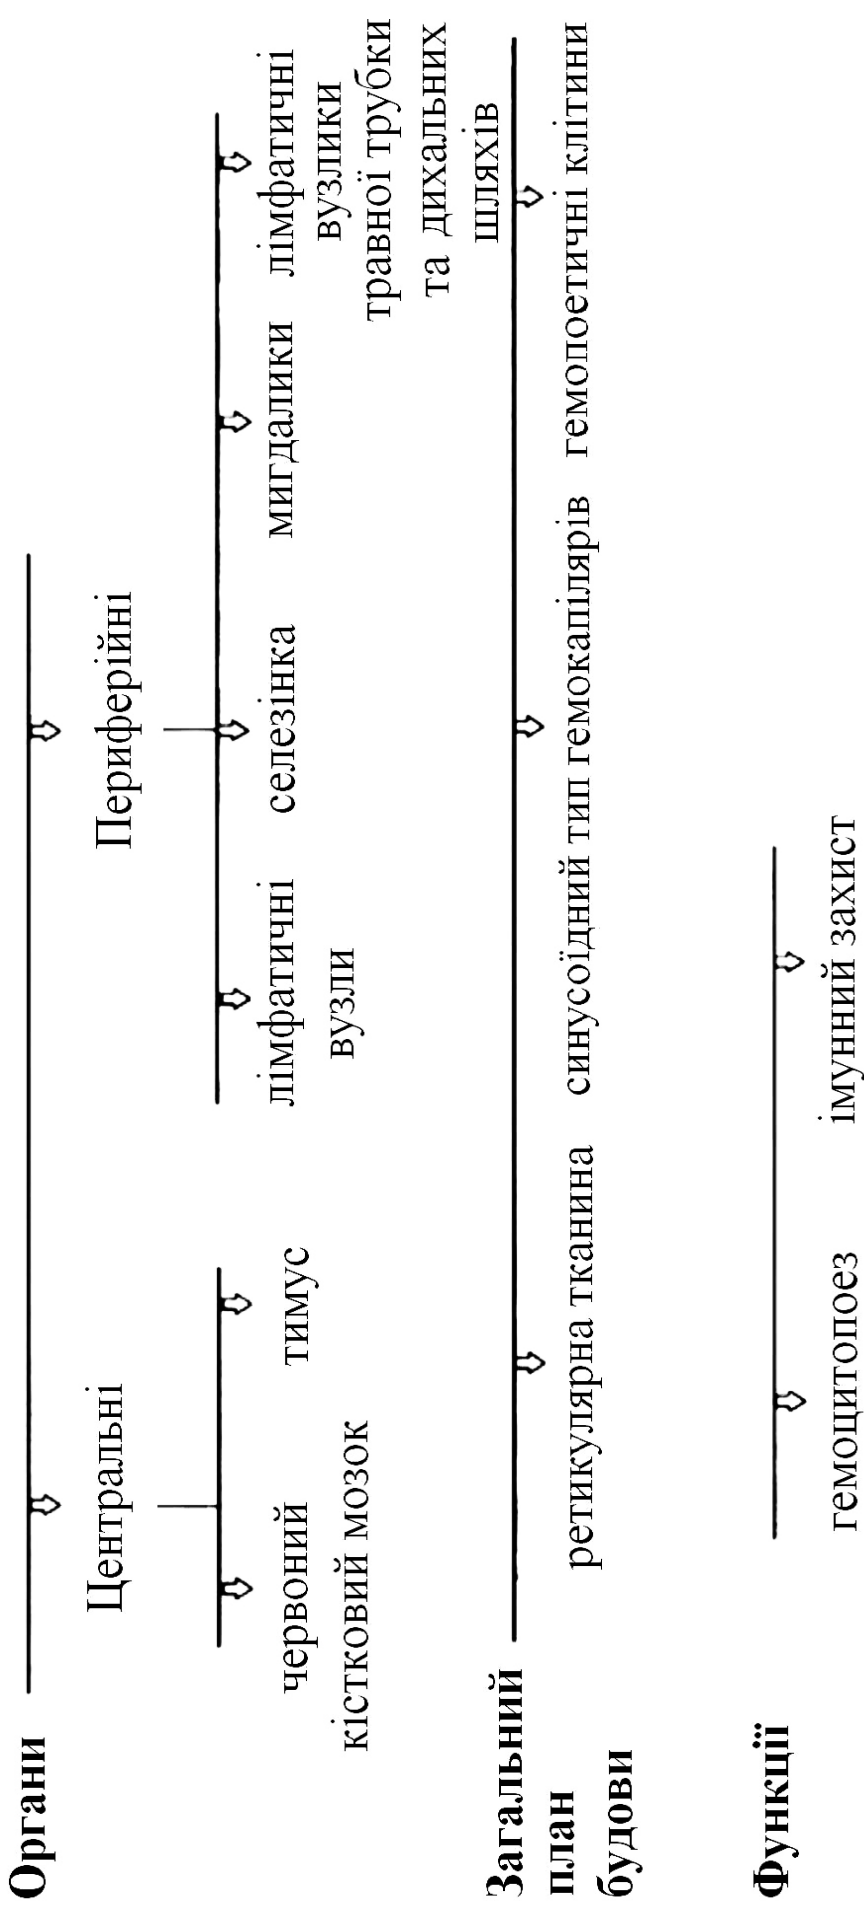 Органи
Центральні
Периферійні
червоний
кістковий мозок
тимус
лімфатичні
вузли
селезінка
мигдалики
лімфатичні
вузлики
травної трубки
та дихальних
шляхів
Загальний
план
будови
ретикулярна тканина
синусоїдний тип гемокапілярів
гемопоетичні клітини
Функції
гемоцитопоез
імунний захист